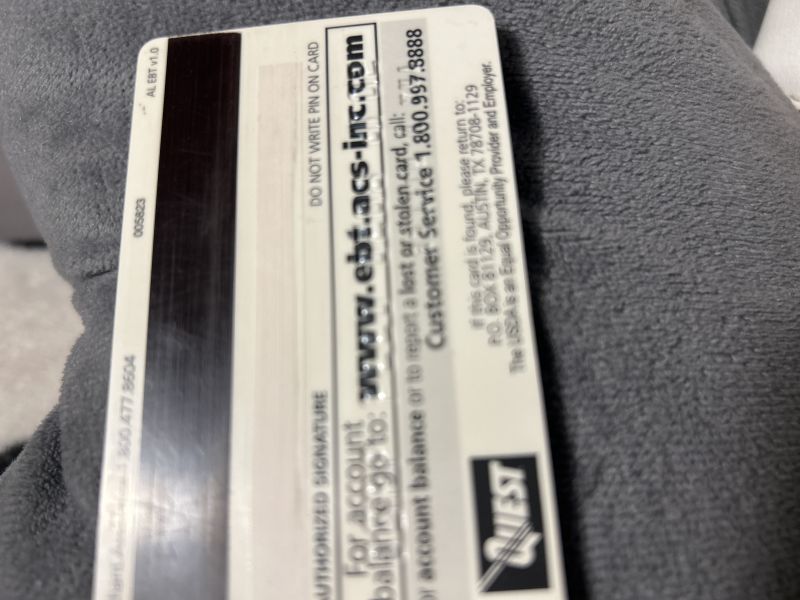 AL EBT v1.0
005823
800.477.8604
DO NOT WRITE PIN ON CARD
AUTHORIZED SIGNATURE
For account
balance go to: www.ebt.acs-inc.com
account balance or to report a lost or stolen card, call:
Customer Service 1.800.997.8888
If this card is found, please return to:
P.O. BOX 81129, AUSTIN, TX 78708-1129
The USDA is an Equal Opportunity Provider and Employer.
QUEST